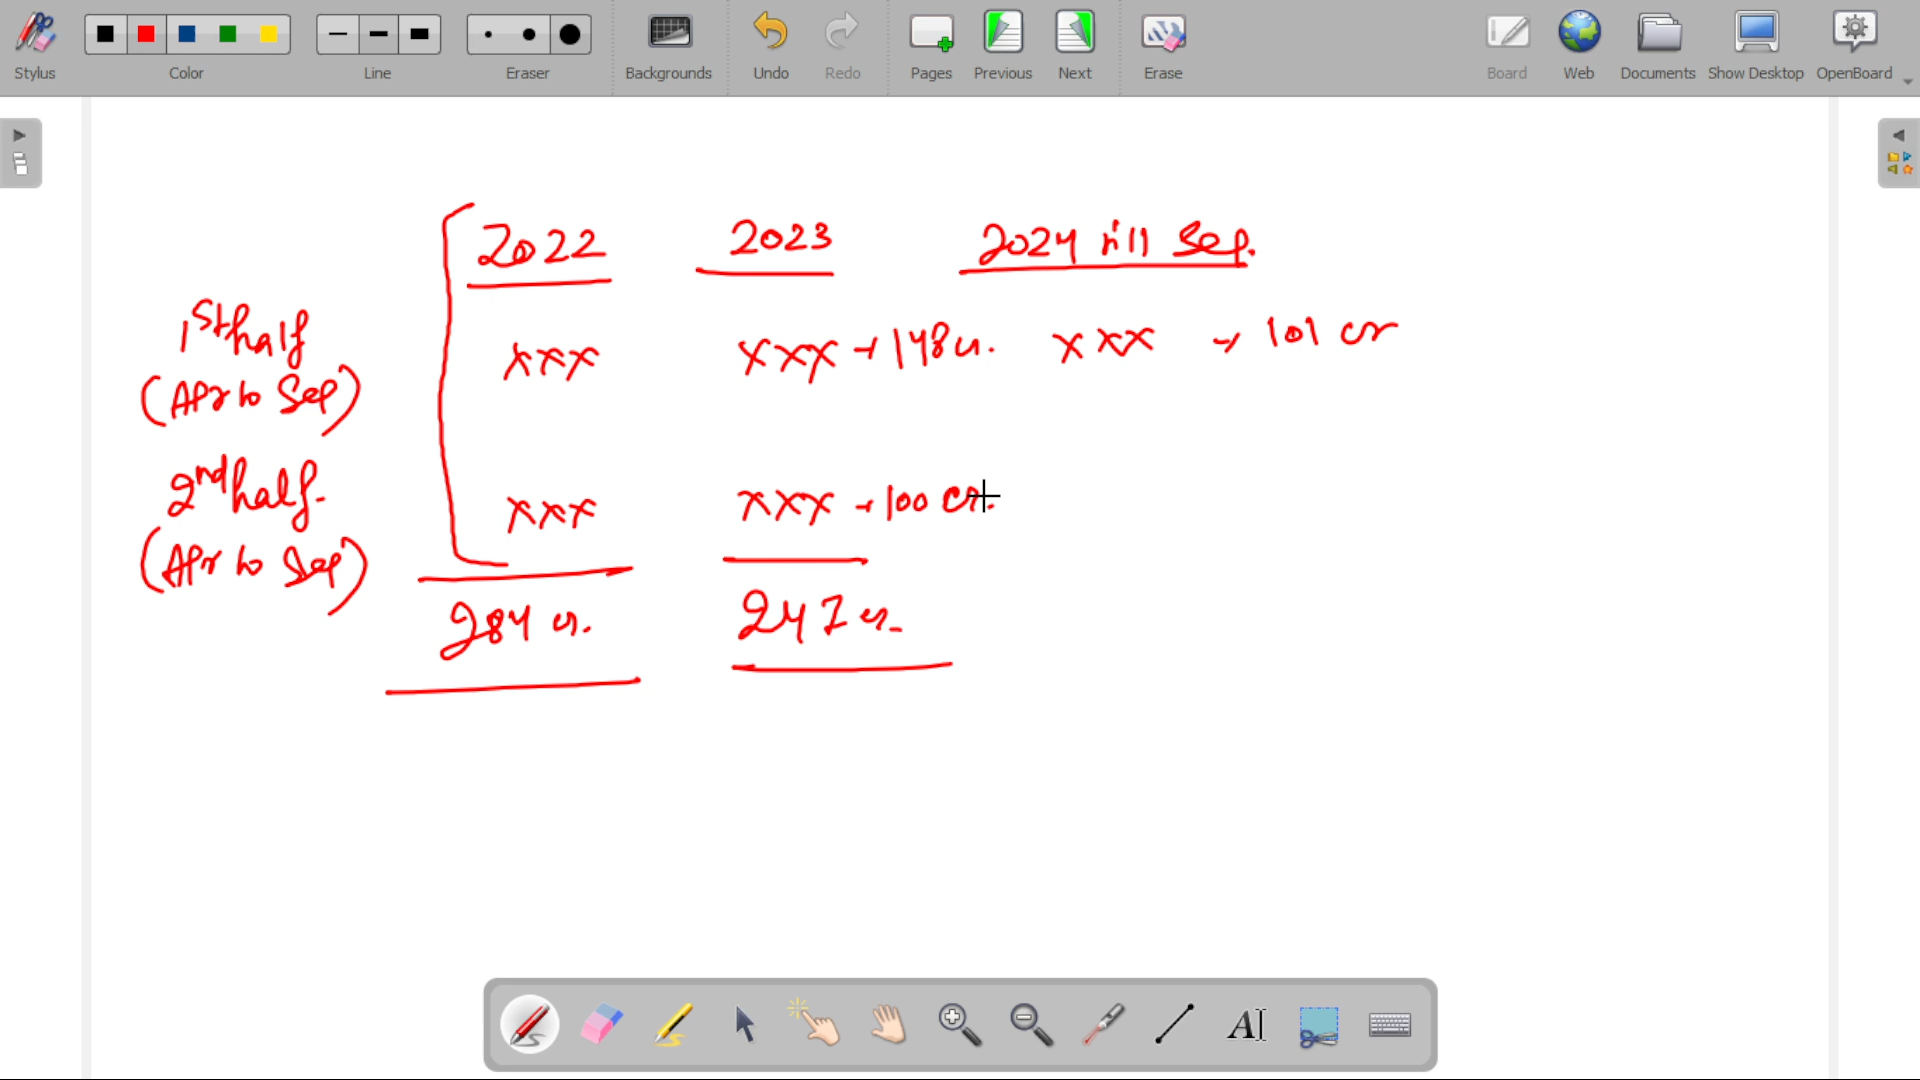 Stylus Color Line Eraser Backgrounds Undo Redo Pages Previous Next Erase Board Web Documents Show Desktop OpenBoard
2022 2023 2024 till Sep.
1st half xxx xxx → 148 cr. xxx → 101 cr
(Apr to Sep)
2nd half. xxx xxx → 100 cr.
(Apr to Sep)
284 cr. 247 cr.